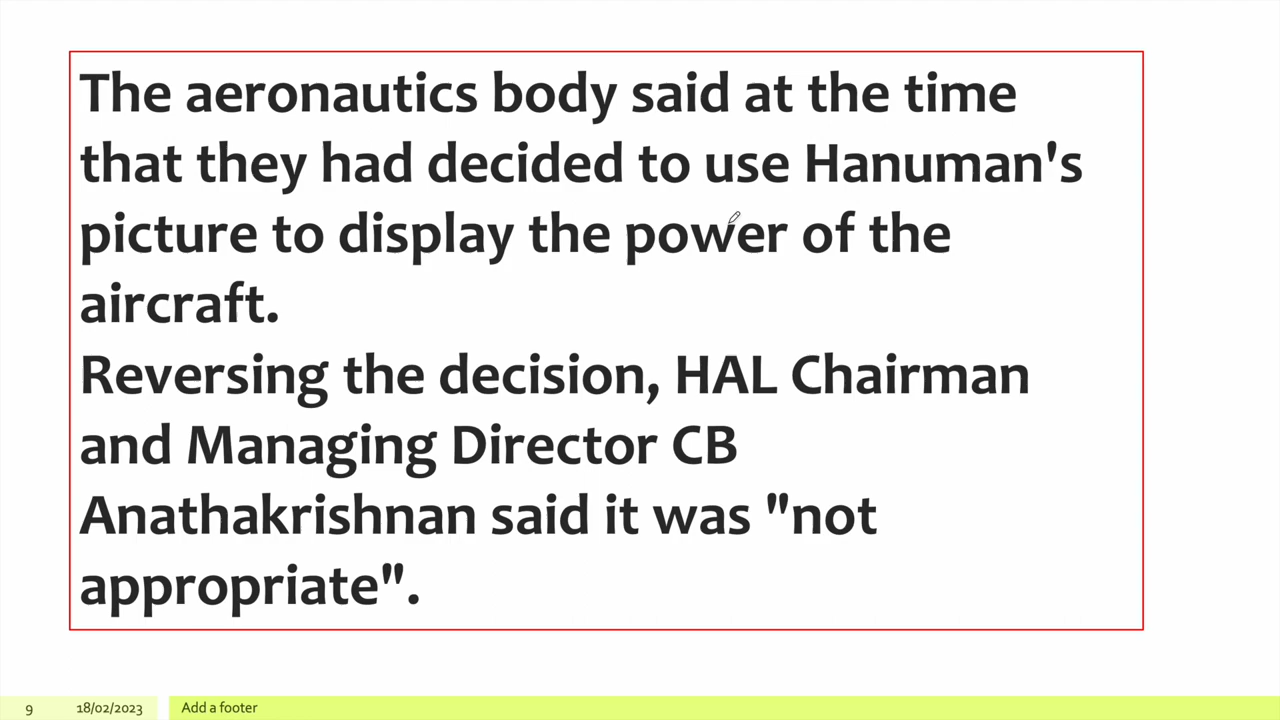 The aeronautics body said at the time
that they had decided to use Hanuman's
picture to display the power of the
aircraft.
Reversing the decision, HAL Chairman
and Managing Director CB
Anathakrishnan said it was "not
appropriate".
9 18/02/2023 Add a footer